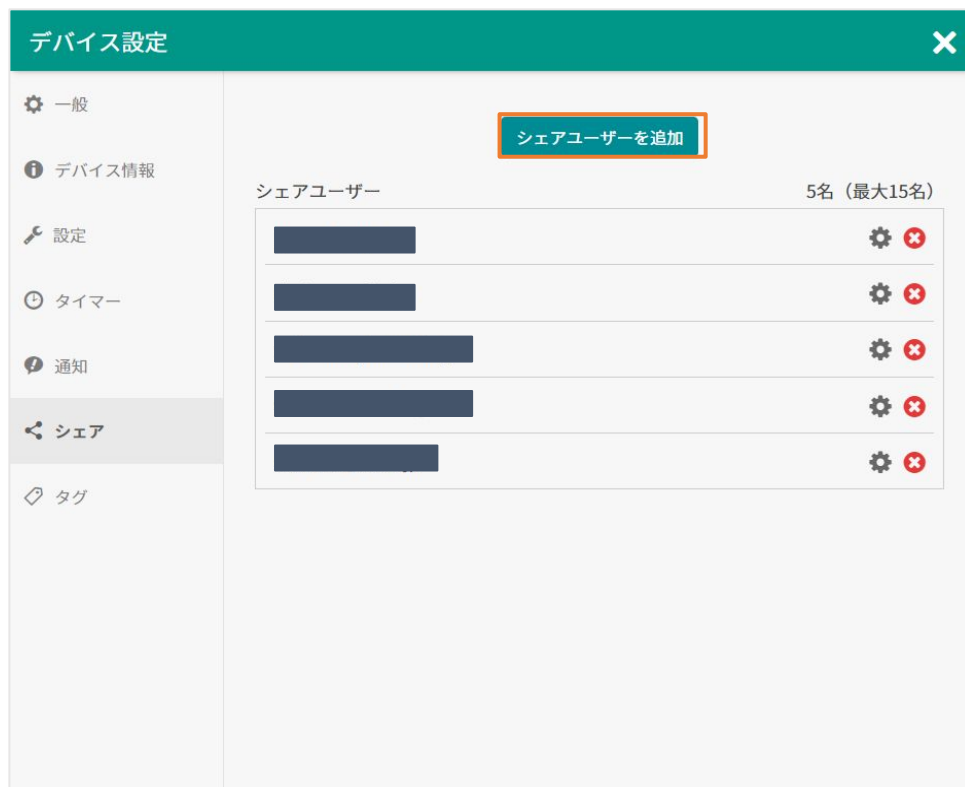 デバイス設定
一般
デバイス情報
設定
タイマー
通知
シェア
タグ
シェアユーザーを追加
シェアユーザー 5名（最大15名）